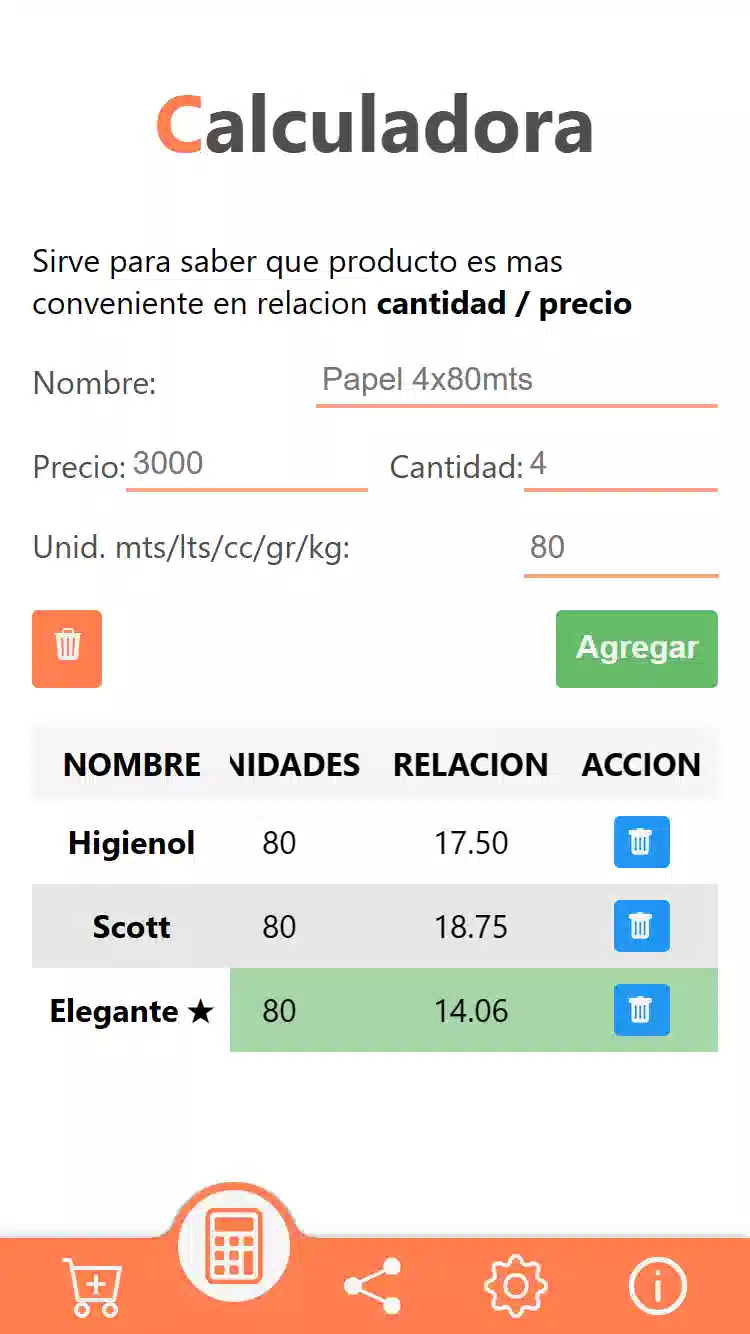 Calculadora
Sirve para saber que producto es mas
conveniente en relacion cantidad / precio
Nombre: Papel 4x80mts
Precio: 3000 Cantidad: 4
Unid. mts/lts/cc/gr/kg: 80
Agregar
NOMBRE NIDADES RELACION ACCION
Higienol 80 17.50
Scott 80 18.75
Elegante ★ 80 14.06